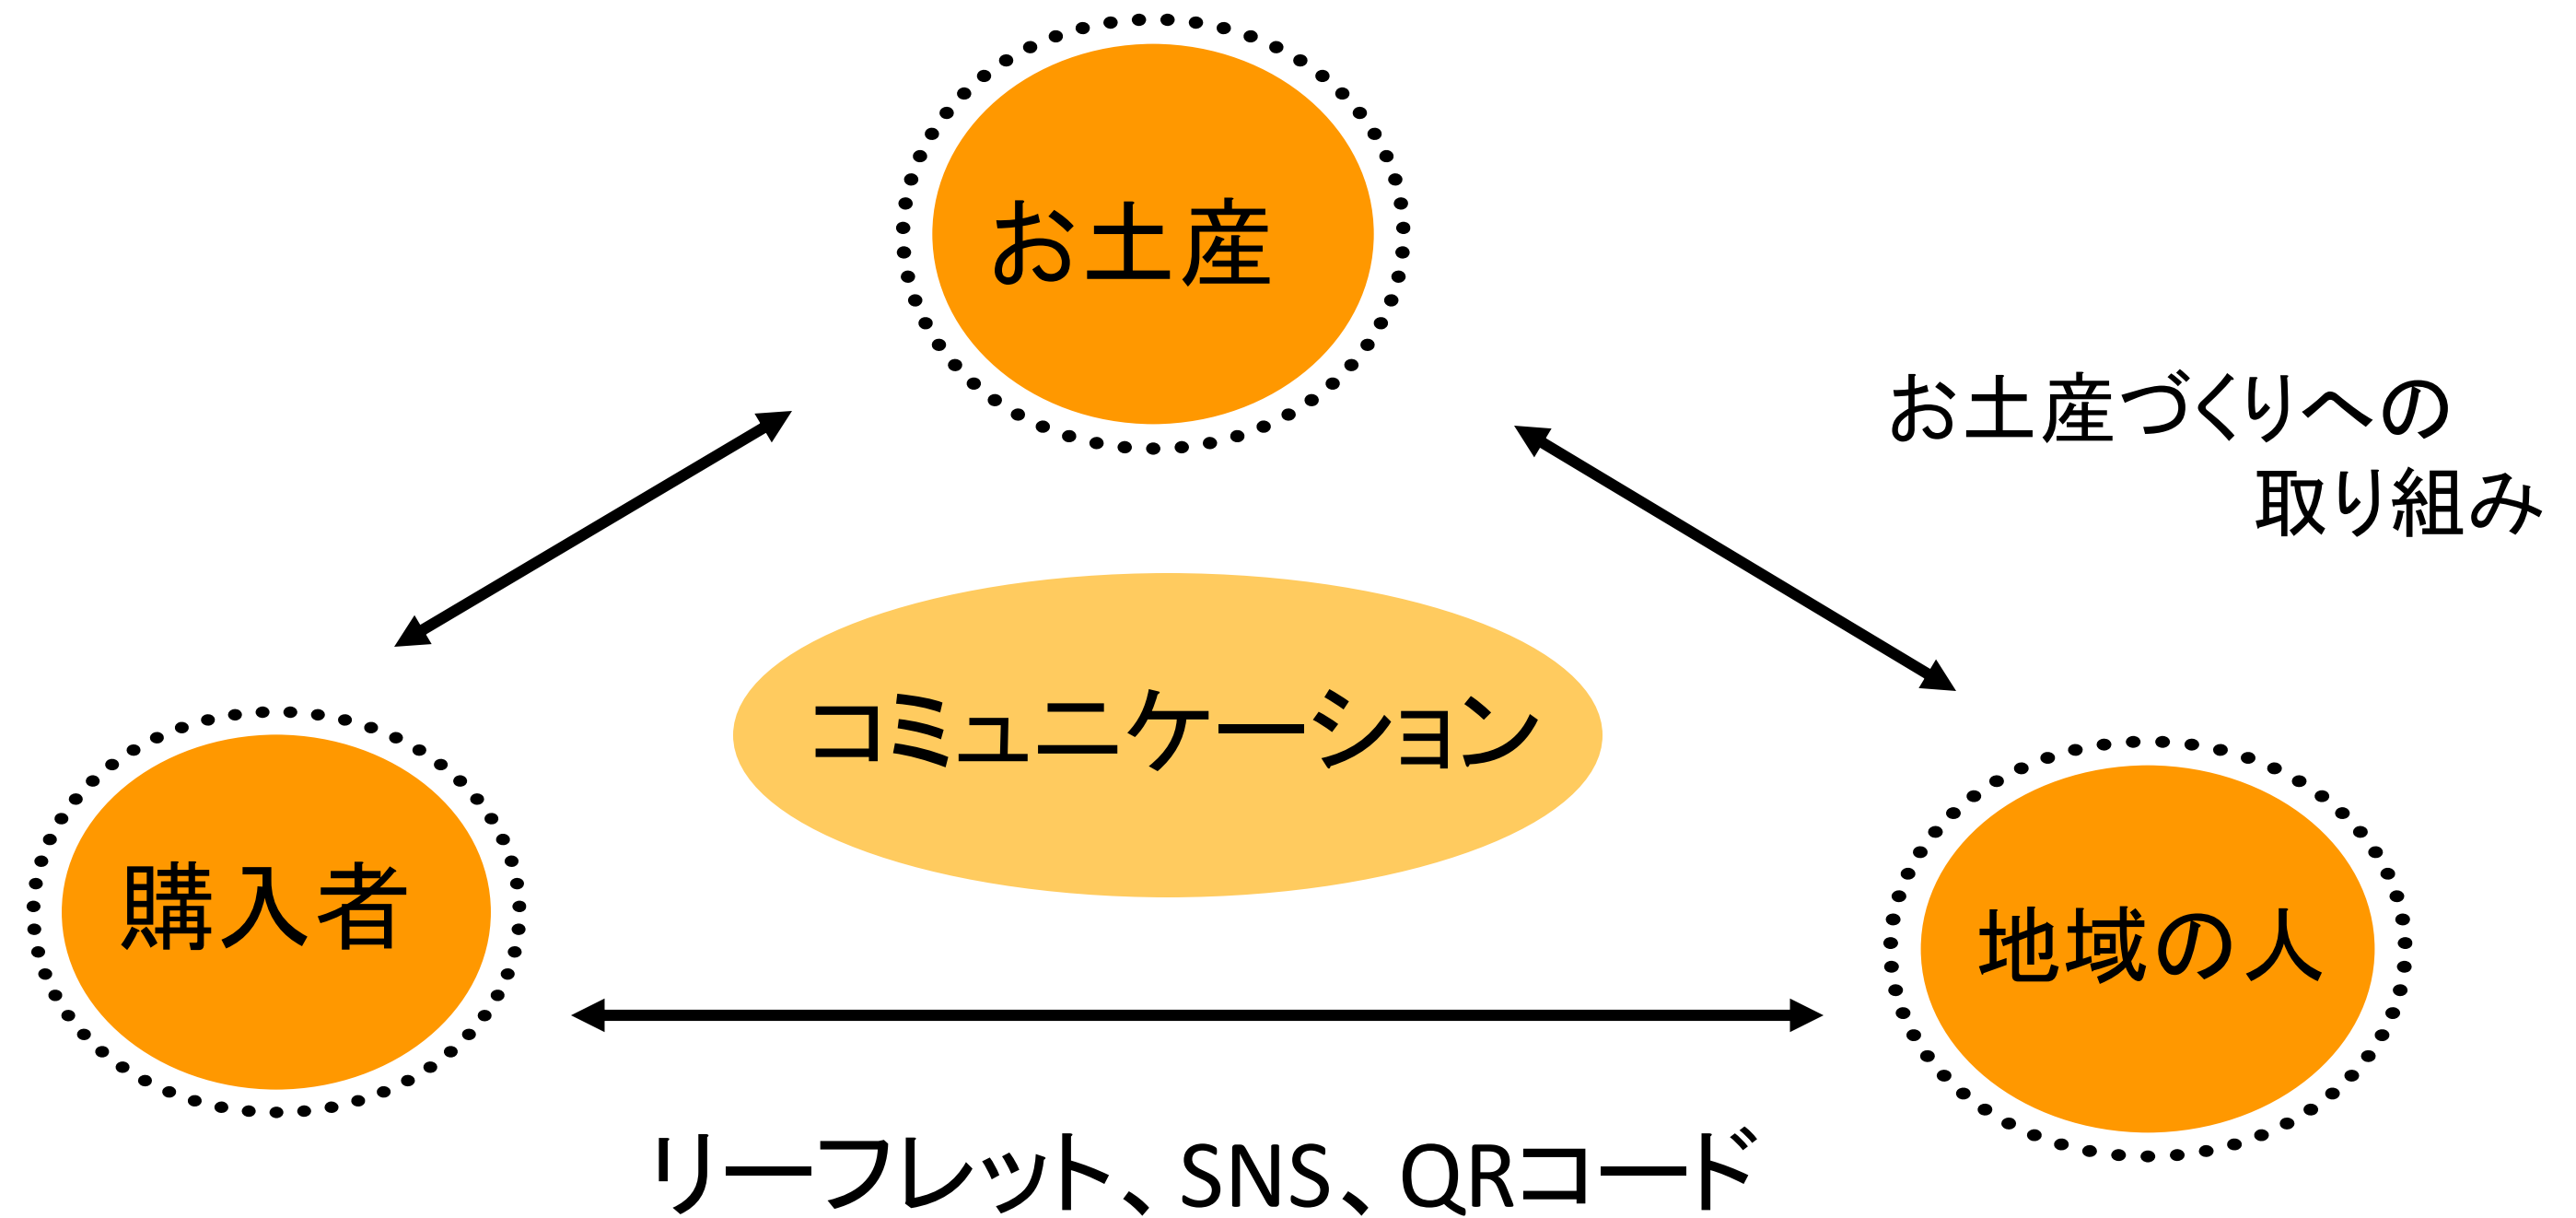 お土産
お土産づくりへの
取り組み
コミュニケーション
購入者
地域の人
リーフレット、SNS、QRコード